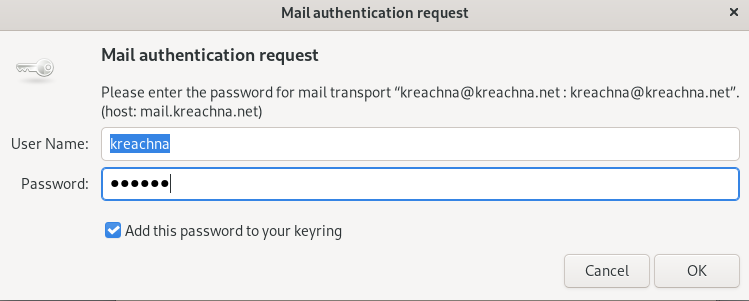 Mail authentication request
Mail authentication request
Please enter the password for mail transport “kreachna@kreachna.net : kreachna@kreachna.net”.
(host: mail.kreachna.net)
User Name: kreachna
Password: ●●●●●●
Add this password to your keyring
Cancel OK